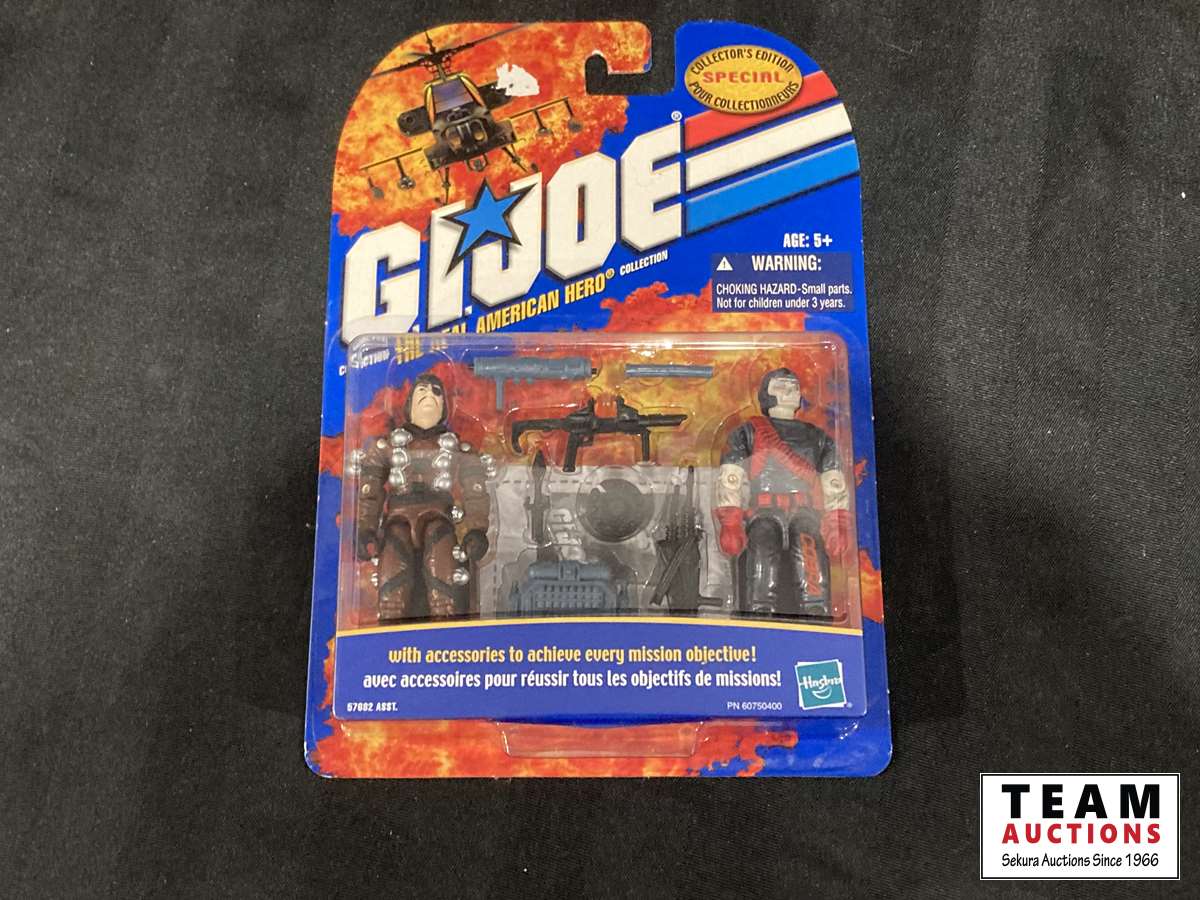 COLLECTOR'S EDITION
SPECIAL
POUR COLLECTIONNEURS
G.I. JOE®
AMERICAN HERO® COLLECTION
AGE: 5+
WARNING:
CHOKING HAZARD-Small parts.
Not for children under 3 years.
with accessories to achieve every mission objective!
avec accessoires pour réussir tous les objectifs de missions!
Hasbro ®
57882 ASST.
PN 60750400
TEAM
AUCTIONS
Sekura Auctions Since 1966